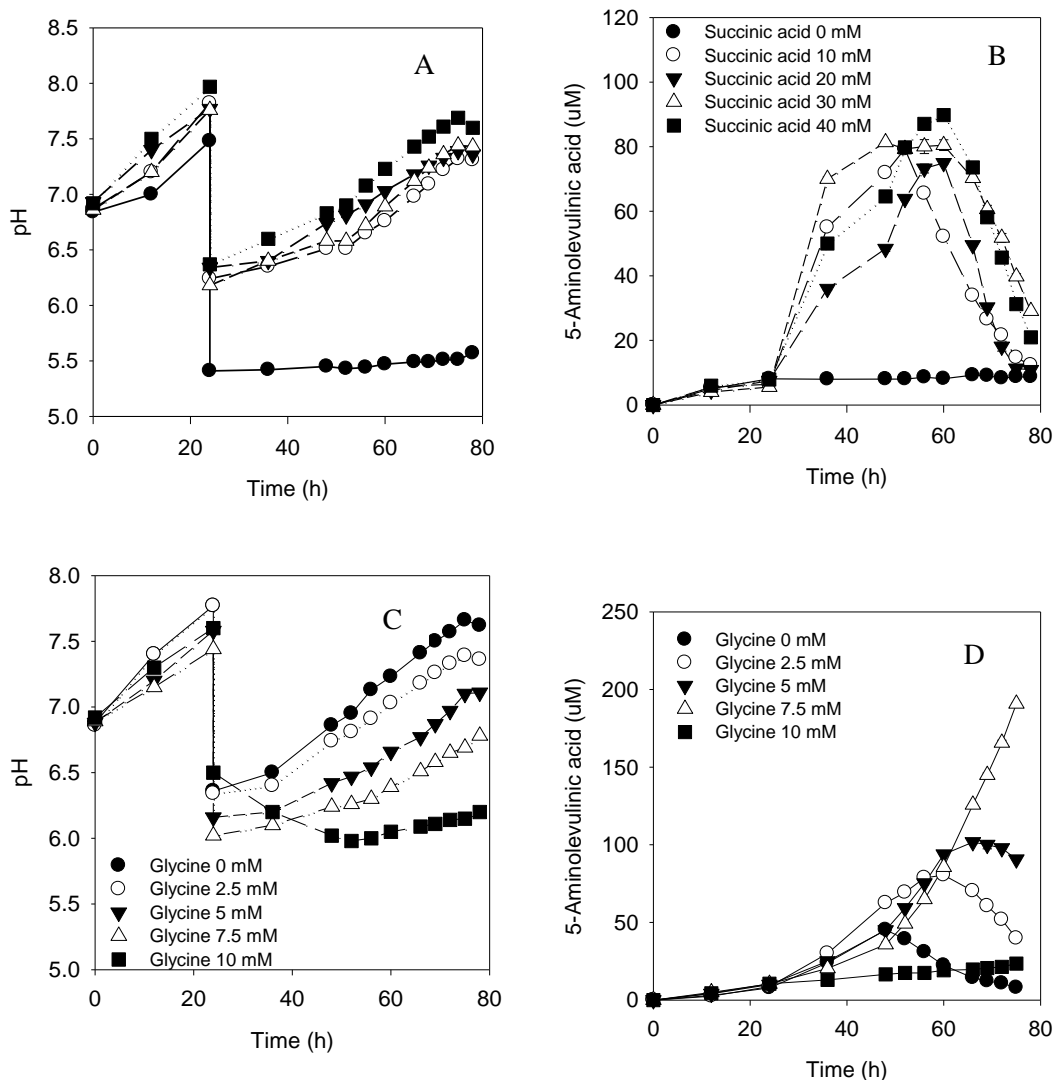 A
8.5
8.0
7.5
7.0
6.5
6.0
5.5
5.0
pH
0 20 40 60 80
Time (h)
B
120
100
80
60
40
20
0
5-Aminolevulinic acid (uM)
Succinic acid 0 mM
Succinic acid 10 mM
Succinic acid 20 mM
Succinic acid 30 mM
Succinic acid 40 mM
0 20 40 60 80
Time (h)
C
8.0
7.5
7.0
6.5
6.0
5.5
5.0
pH
Glycine 0 mM
Glycine 2.5 mM
Glycine 5 mM
Glycine 7.5 mM
Glycine 10 mM
0 20 40 60 80
Time (h)
D
250
200
150
100
50
0
5-Aminolevulinic acid (uM)
Glycine 0 mM
Glycine 2.5 mM
Glycine 5 mM
Glycine 7.5 mM
Glycine 10 mM
0 20 40 60 80
Time (h)